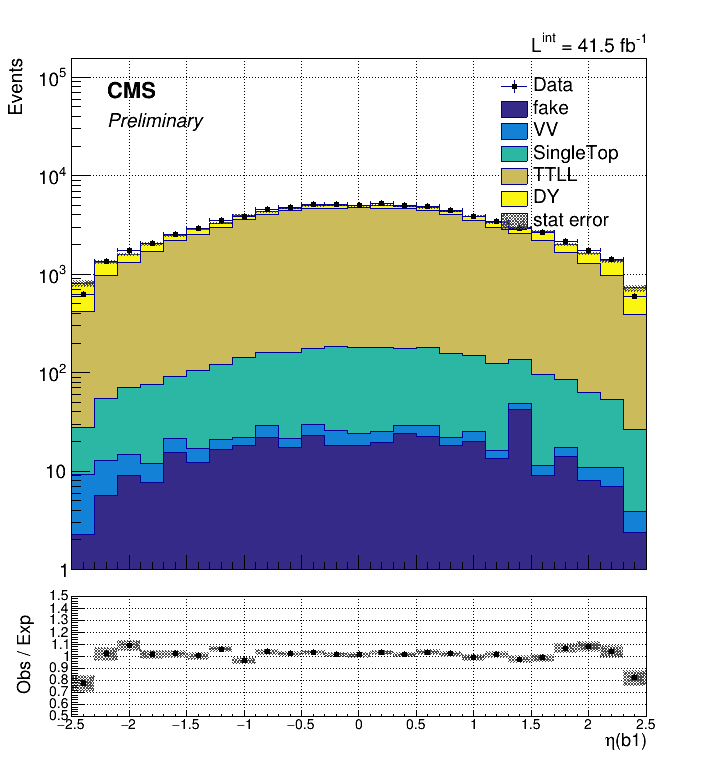 L^int = 41.5 fb^-1
Events
10^5
10^4
10^3
10^2
10
1
CMS
Preliminary
Data
fake
VV
SingleTop
TTLL
DY
stat error
Obs / Exp
1.5
1.4
1.3
1.2
1.1
1
0.9
0.8
0.7
0.6
0.5
−2.5 −2 −1.5 −1 −0.5 0 0.5 1 1.5 2 2.5
η(b1)